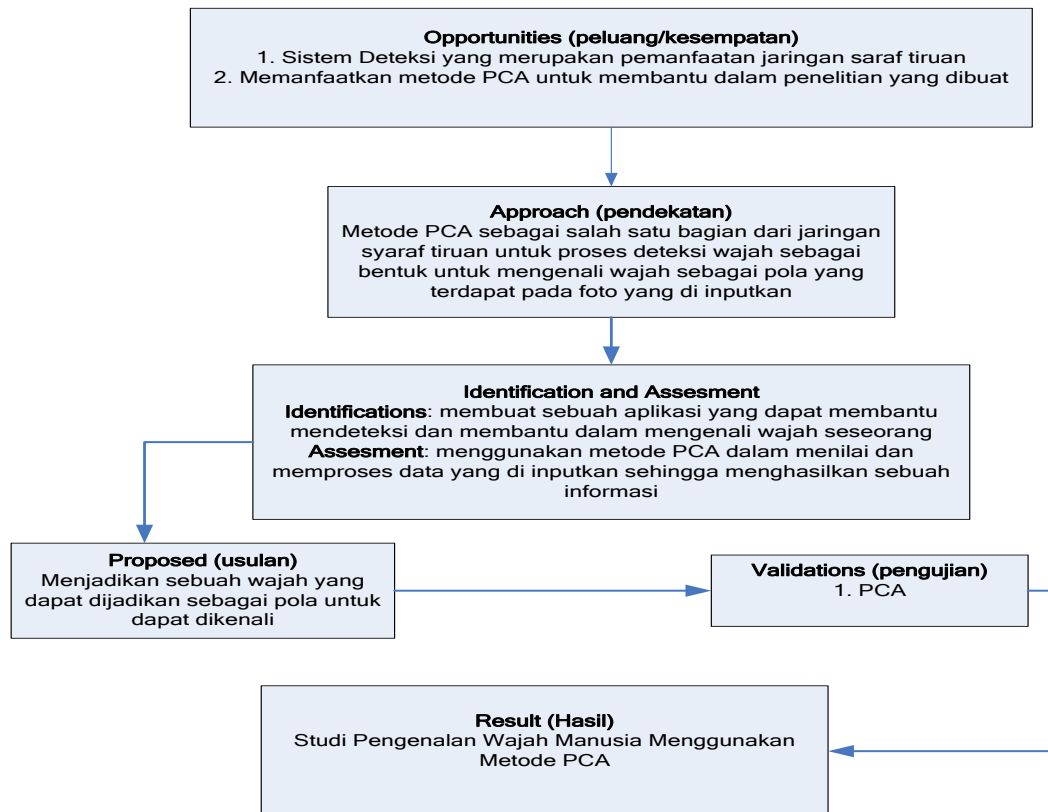 Opportunities (peluang/kesempatan)
1. Sistem Deteksi yang merupakan pemanfaatan jaringan saraf tiruan
2. Memanfaatkan metode PCA untuk membantu dalam penelitian yang dibuat
Approach (pendekatan)
Metode PCA sebagai salah satu bagian dari jaringan
syaraf tiruan untuk proses deteksi wajah sebagai
bentuk untuk mengenali wajah sebagai pola yang
terdapat pada foto yang di inputkan
Identification and Assesment
Identifications: membuat sebuah aplikasi yang dapat membantu
mendeteksi dan membantu dalam mengenali wajah seseorang
Assesment: menggunakan metode PCA dalam menilai dan
memproses data yang di inputkan sehingga menghasilkan sebuah
informasi
Proposed (usulan)
Menjadikan sebuah wajah yang
dapat dijadikan sebagai pola untuk
dapat dikenali
Validations (pengujian)
1. PCA
Result (Hasil)
Studi Pengenalan Wajah Manusia Menggunakan
Metode PCA